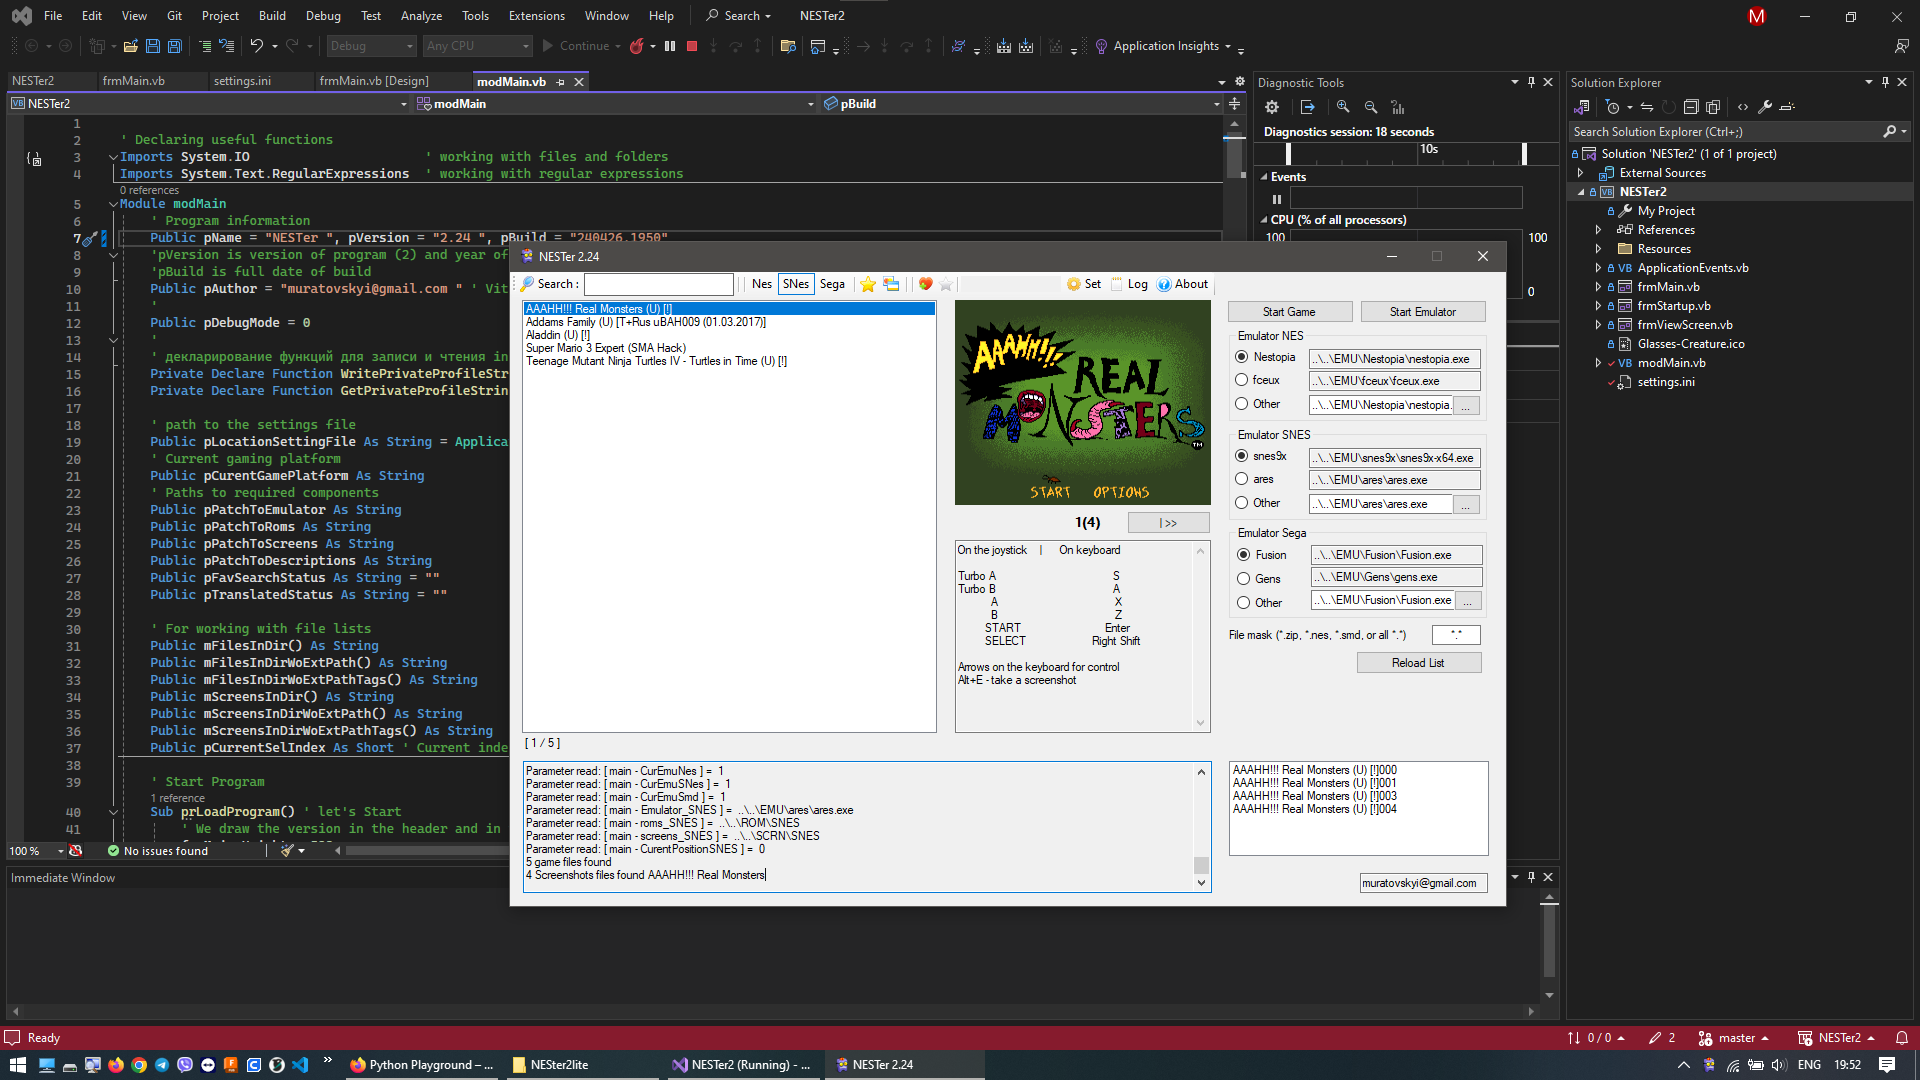 File Edit View Git Project Build Debug Test Analyze Tools Extensions Window Help Search NESTer2
M
Debug Any CPU Continue Application Insights
NESTer2 frmMain.vb settings.ini frmMain.vb [Design] modMain.vb
NESTer2 modMain pBuild
1
2 ' Declaring useful functions
3 Imports System.IO ' working with files and folders
4 Imports System.Text.RegularExpressions ' working with regular expressions
0 references
5 Module modMain
6 ' Program information
7 Public pName = "NESTer ", pVersion = "2.24 ", pBuild = "240426.1950"
8 'pVersion is version of program (2) and year of
9 'pBuild is full date of build
10 Public pAuthor = "muratovskyi@gmail.com " ' Vit
11 '
12 Public pDebugMode = 0
13 '
14 ' декларирование функций для записи и чтения in
15 Private Declare Function WritePrivateProfileStr
16 Private Declare Function GetPrivateProfileStrin
17
18 ' path to the settings file
19 Public pLocationSettingFile As String = Applica
20 ' Current gaming platform
21 Public pCurentGamePlatform As String
22 ' Paths to required components
23 Public pPatchToEmulator As String
24 Public pPatchToRoms As String
25 Public pPatchToScreens As String
26 Public pPatchToDescriptions As String
27 Public pFavSearchStatus As String = ""
28 Public pTranslatedStatus As String = ""
29
30 ' For working with file lists
31 Public mFilesInDir() As String
32 Public mFilesInDirWoExtPath() As String
33 Public mFilesInDirWoExtPathTags() As String
34 Public mScreensInDir() As String
35 Public mScreensInDirWoExtPath() As String
36 Public mScreensInDirWoExtPathTags() As String
37 Public pCurrentSelIndex As Short ' Current inde
38
39 ' Start Program
1 reference
40 Sub prLoadProgram() ' let's Start
41 ' We draw the version in the header and in
100 % No issues found
Immediate Window
NESTer 2.24
Search : Nes SNes Sega Set Log About
AAAHH!!! Real Monsters (U) [!]
Addams Family (U) [T+Rus uBAH009 (01.03.2017)]
Aladdin (U) [!]
Super Mario 3 Expert (SMA Hack)
Teenage Mutant Ninja Turtles IV - Turtles in Time (U) [!]
[ 1 / 5 ]
AAAHH!!!
REAL
MONSTERS
TM
START OPTIONS
1(4) |>>
On the joystick | On keyboard
Turbo A S
Turbo B A
A X
B Z
START Enter
SELECT Right Shift
Arrows on the keyboard for control
Alt+E - take a screenshot
Start Game Start Emulator
Emulator NES
Nestopia ..\..\EMU\Nestopia\nestopia.exe
fceux ..\..\EMU\fceux\fceux.exe
Other ..\..\EMU\Nestopia\nestopia. ...
Emulator SNES
snes9x ..\..\EMU\snes9x\snes9x-x64.exe
ares ..\..\EMU\ares\ares.exe
Other ..\..\EMU\ares\ares.exe ...
Emulator Sega
Fusion ..\..\EMU\Fusion\Fusion.exe
Gens ..\..\EMU\Gens\gens.exe
Other ..\..\EMU\Fusion\Fusion.exe ...
File mask (*.zip, *.nes, *.smd, or all *.*) *.*
Reload List
Parameter read: [ main - CurEmuNes ] = 1
Parameter read: [ main - CurEmuSNes ] = 1
Parameter read: [ main - CurEmuSmd ] = 1
Parameter read: [ main - Emulator_SNES ] = ..\..\EMU\ares\ares.exe
Parameter read: [ main - roms_SNES ] = ..\..\ROM\SNES
Parameter read: [ main - screens_SNES ] = ..\..\SCRN\SNES
Parameter read: [ main - CurentPositionSNES ] = 0
5 game files found
4 Screenshots files found AAAHH!!! Real Monsters
AAAHH!!! Real Monsters (U) [!]000
AAAHH!!! Real Monsters (U) [!]001
AAAHH!!! Real Monsters (U) [!]003
AAAHH!!! Real Monsters (U) [!]004
muratovskyi@gmail.com
Diagnostic Tools
Diagnostics session: 18 seconds
10s
Events
CPU (% of all processors)
100 100
0
Solution Explorer
Search Solution Explorer (Ctrl+;)
Solution 'NESTer2' (1 of 1 project)
External Sources
VB NESTer2
My Project
References
Resources
VB ApplicationEvents.vb
frmMain.vb
frmStartup.vb
frmViewScreen.vb
Glasses-Creature.ico
VB modMain.vb
settings.ini
Ready 0 / 0 2 master NESTer2
Python Playground – ... NESter2lite NESTer2 (Running) - ... NESTer 2.24 ENG 19:52